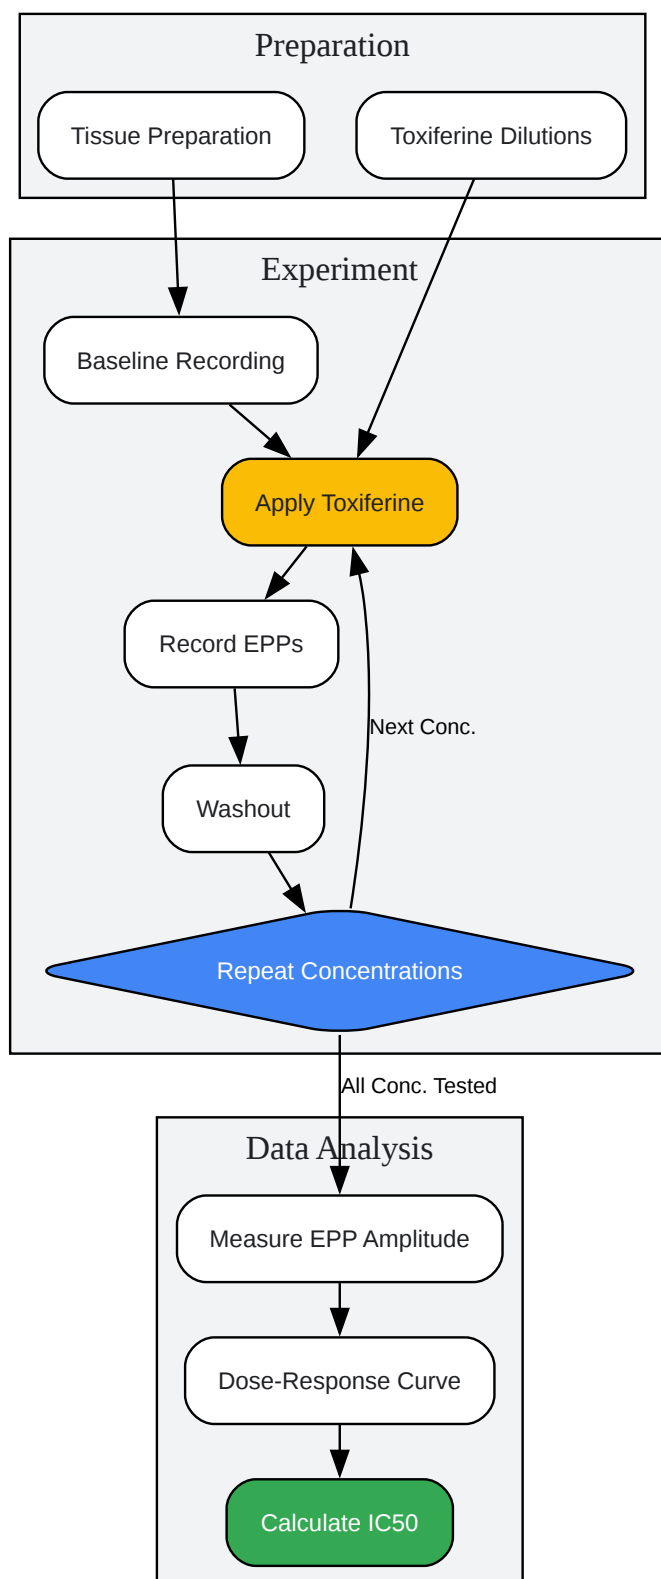 Preparation
Tissue Preparation
Toxiferine Dilutions
Experiment
Baseline Recording
Apply Toxiferine
Record EPPs
Next Conc.
Washout
Repeat Concentrations
All Conc. Tested
Data Analysis
Measure EPP Amplitude
Dose-Response Curve
Calculate IC50